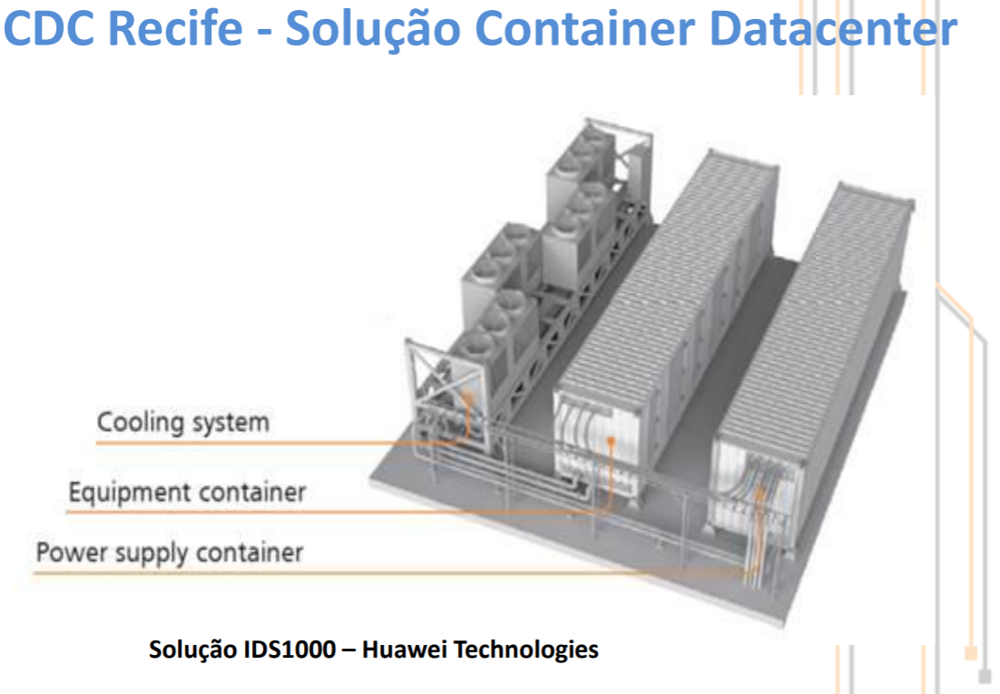 CDC Recife - Solução Container Datacenter
Cooling system
Equipment container
Power supply container
Solução IDS1000 – Huawei Technologies